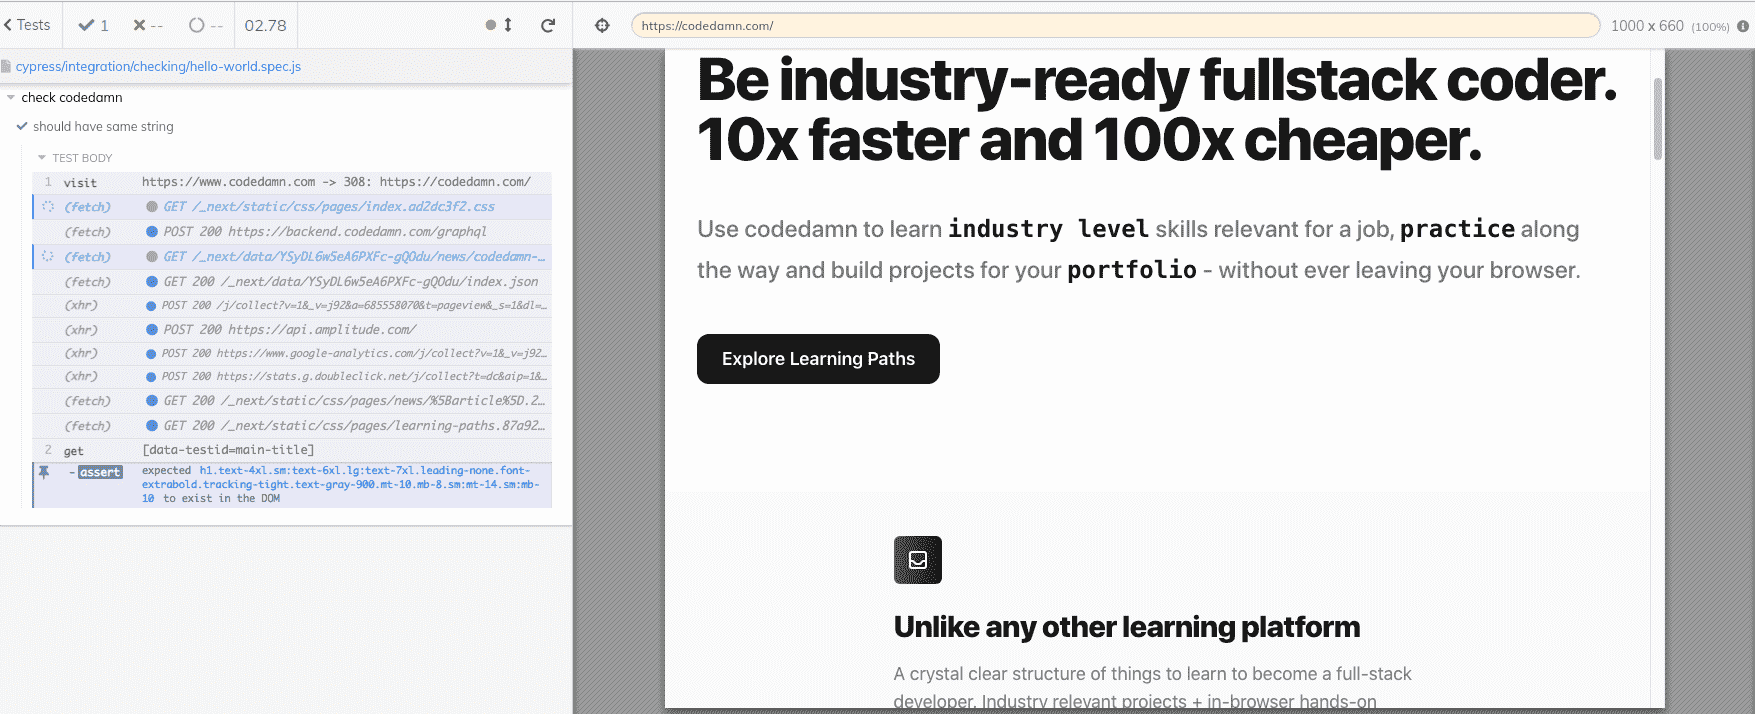 Tests 1 -- -- 02.78
https://codedamn.com/ 1000 x 660 (100%)
cypress/integration/checking/hello-world.spec.js
check codedamn
should have same string
TEST BODY
1 visit https://www.codedamn.com -> 308: https://codedamn.com/
(fetch) GET /_next/static/css/pages/index.ad2dc3f2.css
(fetch) POST 200 https://backend.codedamn.com/graphql
(fetch) GET /_next/data/YSyDL6w5eA6PXFc-gQOdu/news/codedamn-…
(fetch) GET 200 /_next/data/YSyDL6w5eA6PXFc-gQOdu/index.json
(xhr) POST 200 /j/collect?v=1&_v=j92&a=685558070&t=pageview&_s=1&dl=…
(xhr) POST 200 https://api.amplitude.com/
(xhr) POST 200 https://www.google-analytics.com/j/collect?v=1&_v=j92…
(xhr) POST 200 https://stats.g.doubleclick.net/j/collect?t=dc&aip=1&…
(fetch) GET 200 /_next/static/css/pages/news/%5Barticle%5D.2…
(fetch) GET 200 /_next/static/css/pages/learning-paths.87a92…
2 get [data-testid=main-title]
-assert expected h1.text-4xl.sm:text-6xl.lg:text-7xl.leading-none.font-
extrabold.tracking-tight.text-gray-900.mt-10.mb-8.sm:mt-14.sm:mb-
10 to exist in the DOM
Be industry-ready fullstack coder.
10x faster and 100x cheaper.
Use codedamn to learn industry level skills relevant for a job, practice along
the way and build projects for your portfolio - without ever leaving your browser.
Explore Learning Paths
Unlike any other learning platform
A crystal clear structure of things to learn to become a full-stack
developer. Industry relevant projects + in-browser hands-on